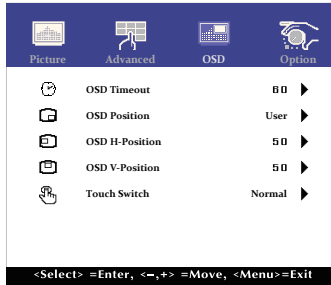 Picture Advanced OSD Option
OSD Timeout 60
OSD Position User
OSD H-Position 50
OSD V-Position 50
Touch Switch Normal
<Select> =Enter, <–,+> =Move, <Menu>=Exit